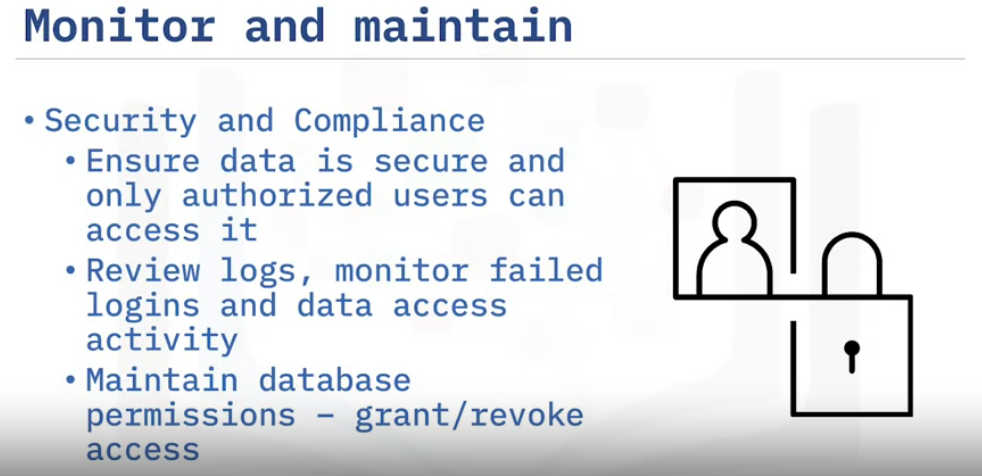 Monitor and maintain
• Security and Compliance
• Ensure data is secure and
only authorized users can
access it
• Review logs, monitor failed
logins and data access
activity
• Maintain database
permissions – grant/revoke
access